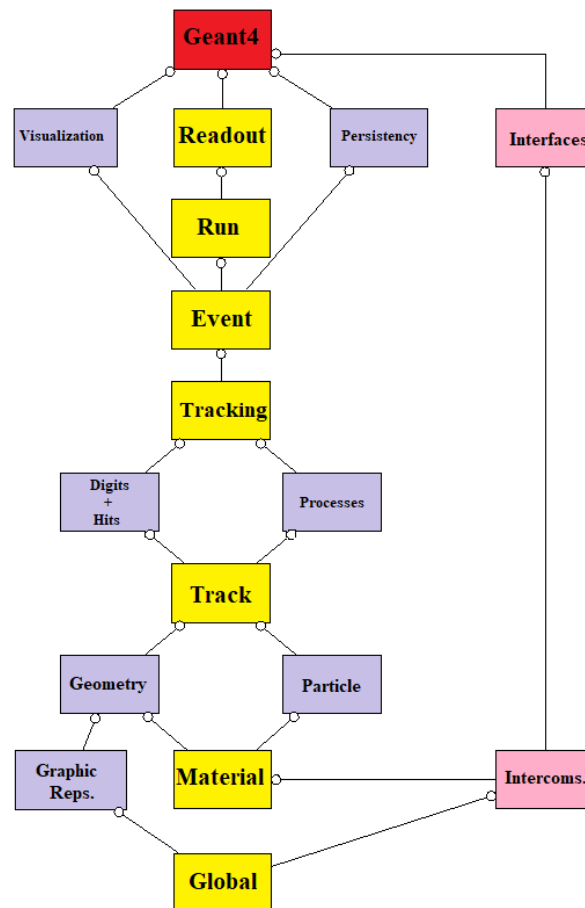 Geant4
Visualization
Readout
Persistency
Interfaces
Run
Event
Tracking
Digits
+
Hits
Processes
Track
Geometry
Particle
Graphic
Reps.
Material
Intercoms.
Global